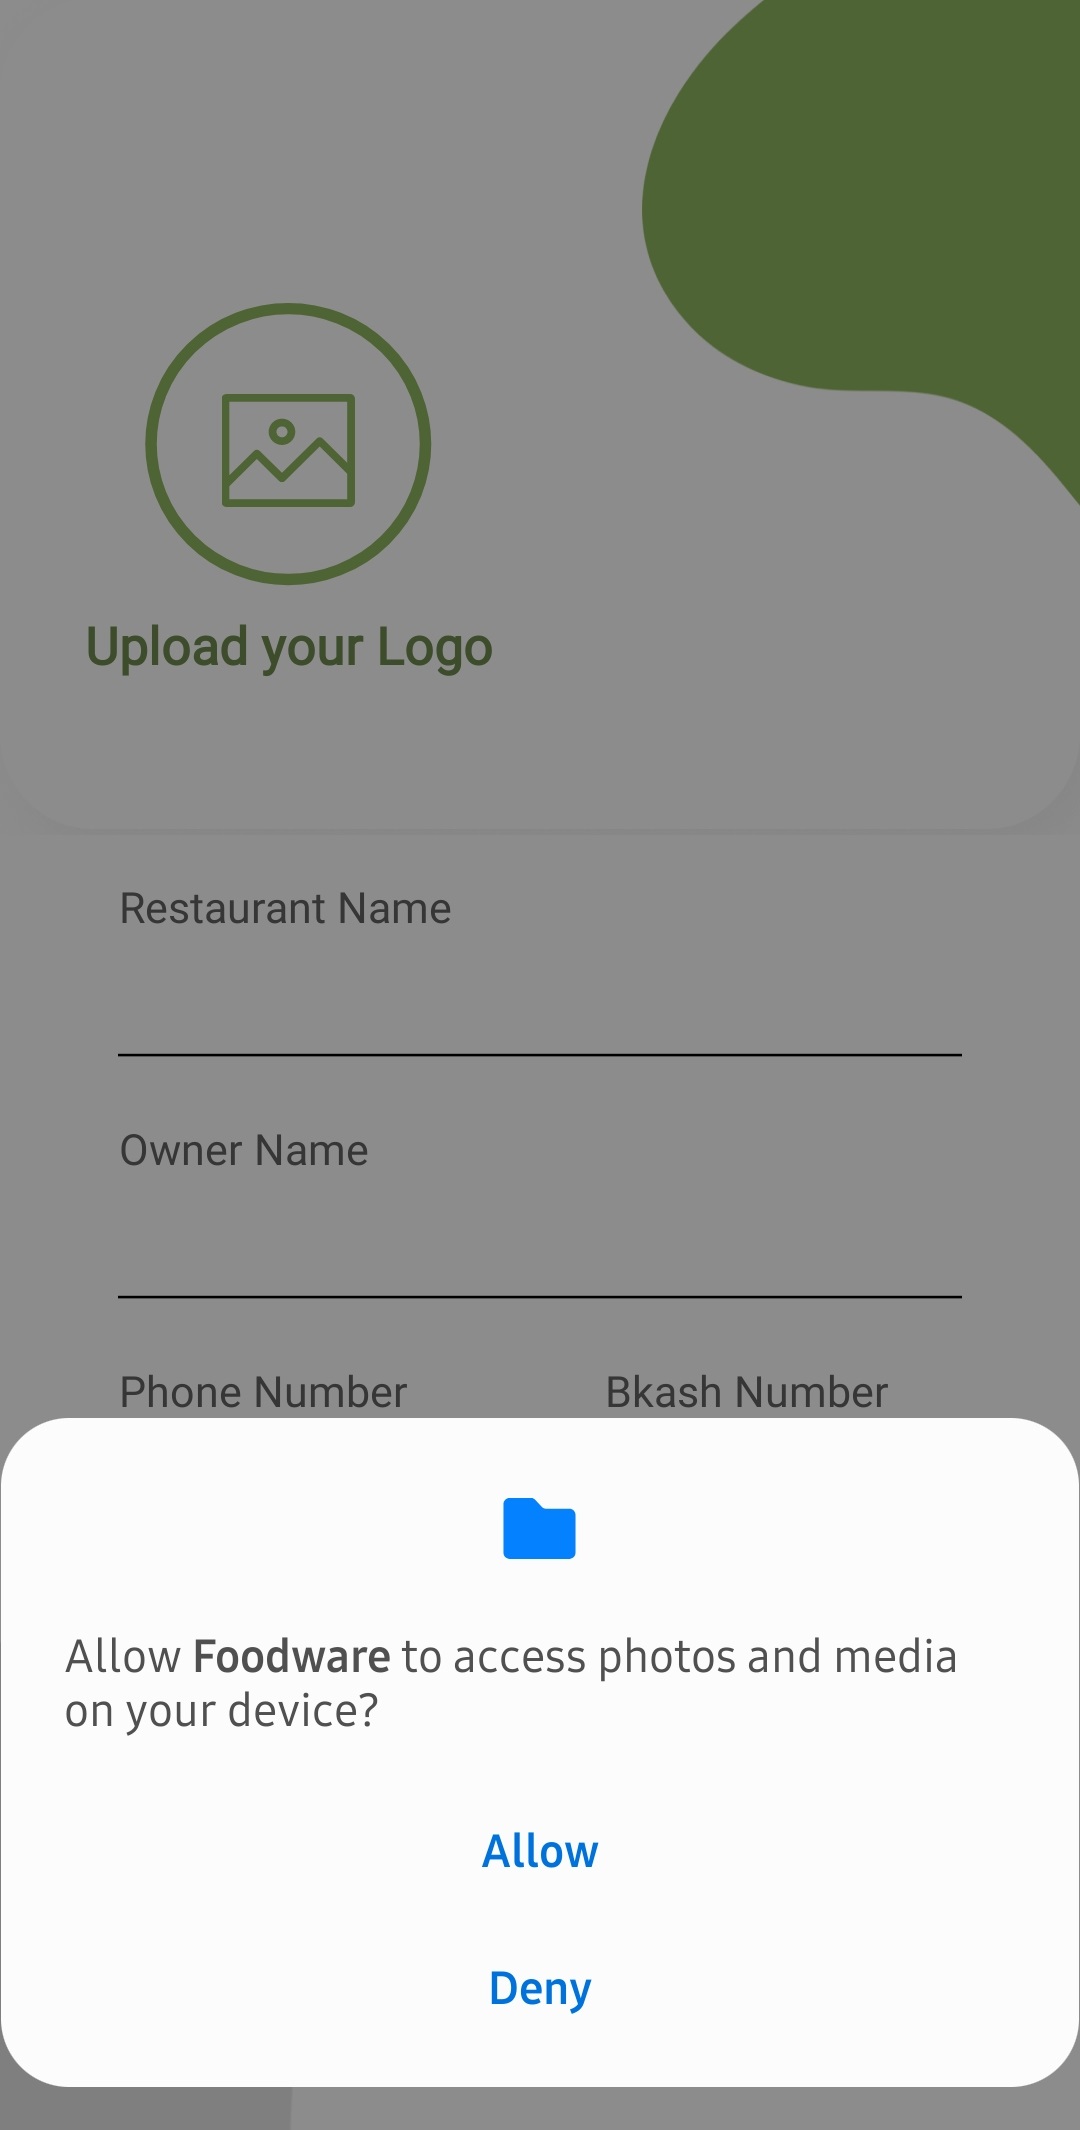 Upload your Logo
Restaurant Name
Owner Name
Phone Number Bkash Number
Allow Foodware to access photos and media
on your device?
Allow
Deny